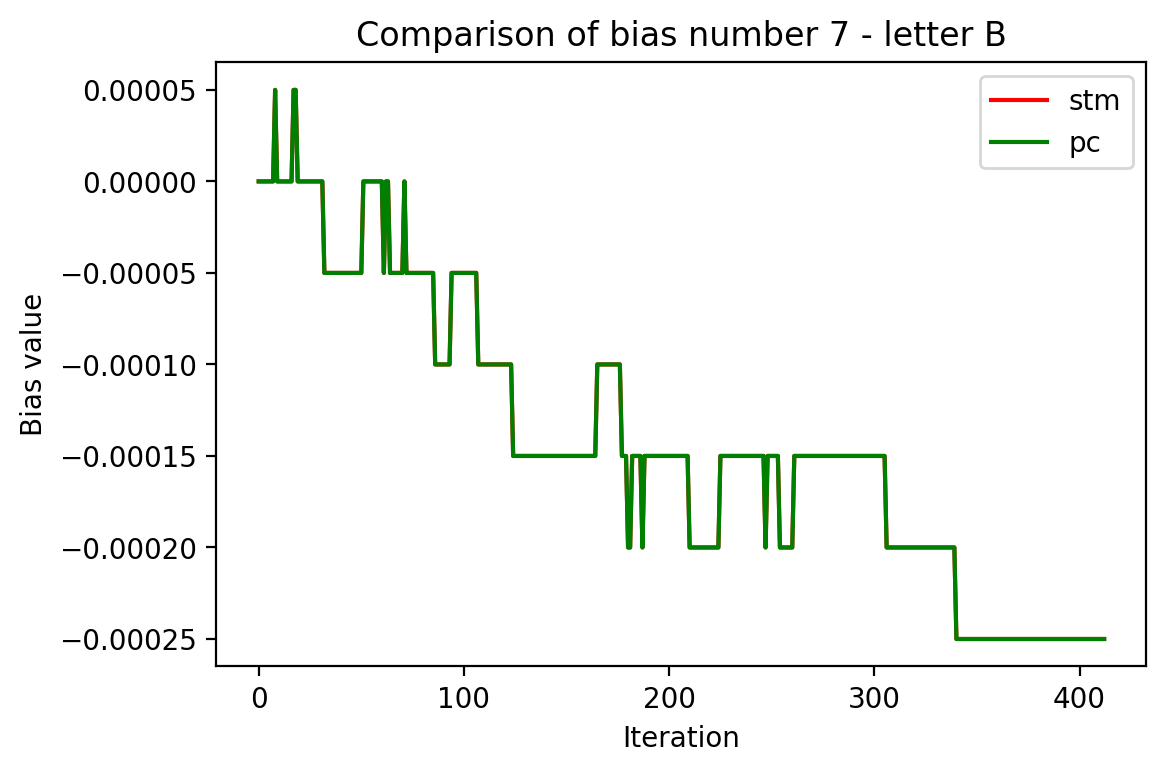 Comparison of bias number 7 - letter B
stm
pc
0.00005
0.00000
−0.00005
−0.00010
−0.00015
−0.00020
−0.00025
Bias value
0 100 200 300 400
Iteration